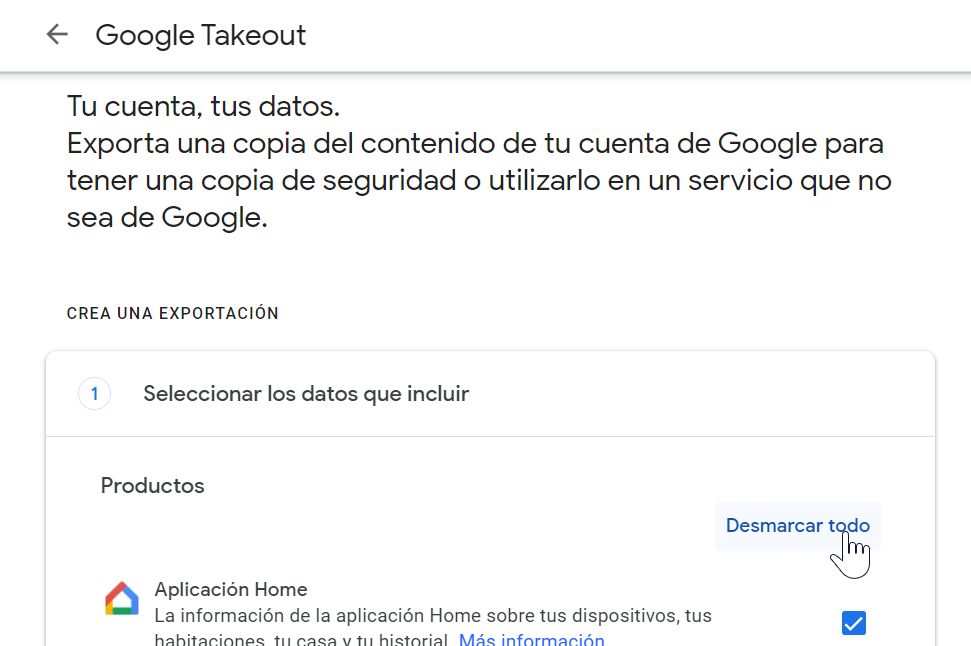 Google Takeout
Tu cuenta, tus datos.
Exporta una copia del contenido de tu cuenta de Google para
tener una copia de seguridad o utilizarlo en un servicio que no
sea de Google.
CREA UNA EXPORTACIÓN
1 Seleccionar los datos que incluir
Productos
Desmarcar todo
Aplicación Home
La información de la aplicación Home sobre tus dispositivos, tus
habitaciones, tu casa y tu historial. Más información